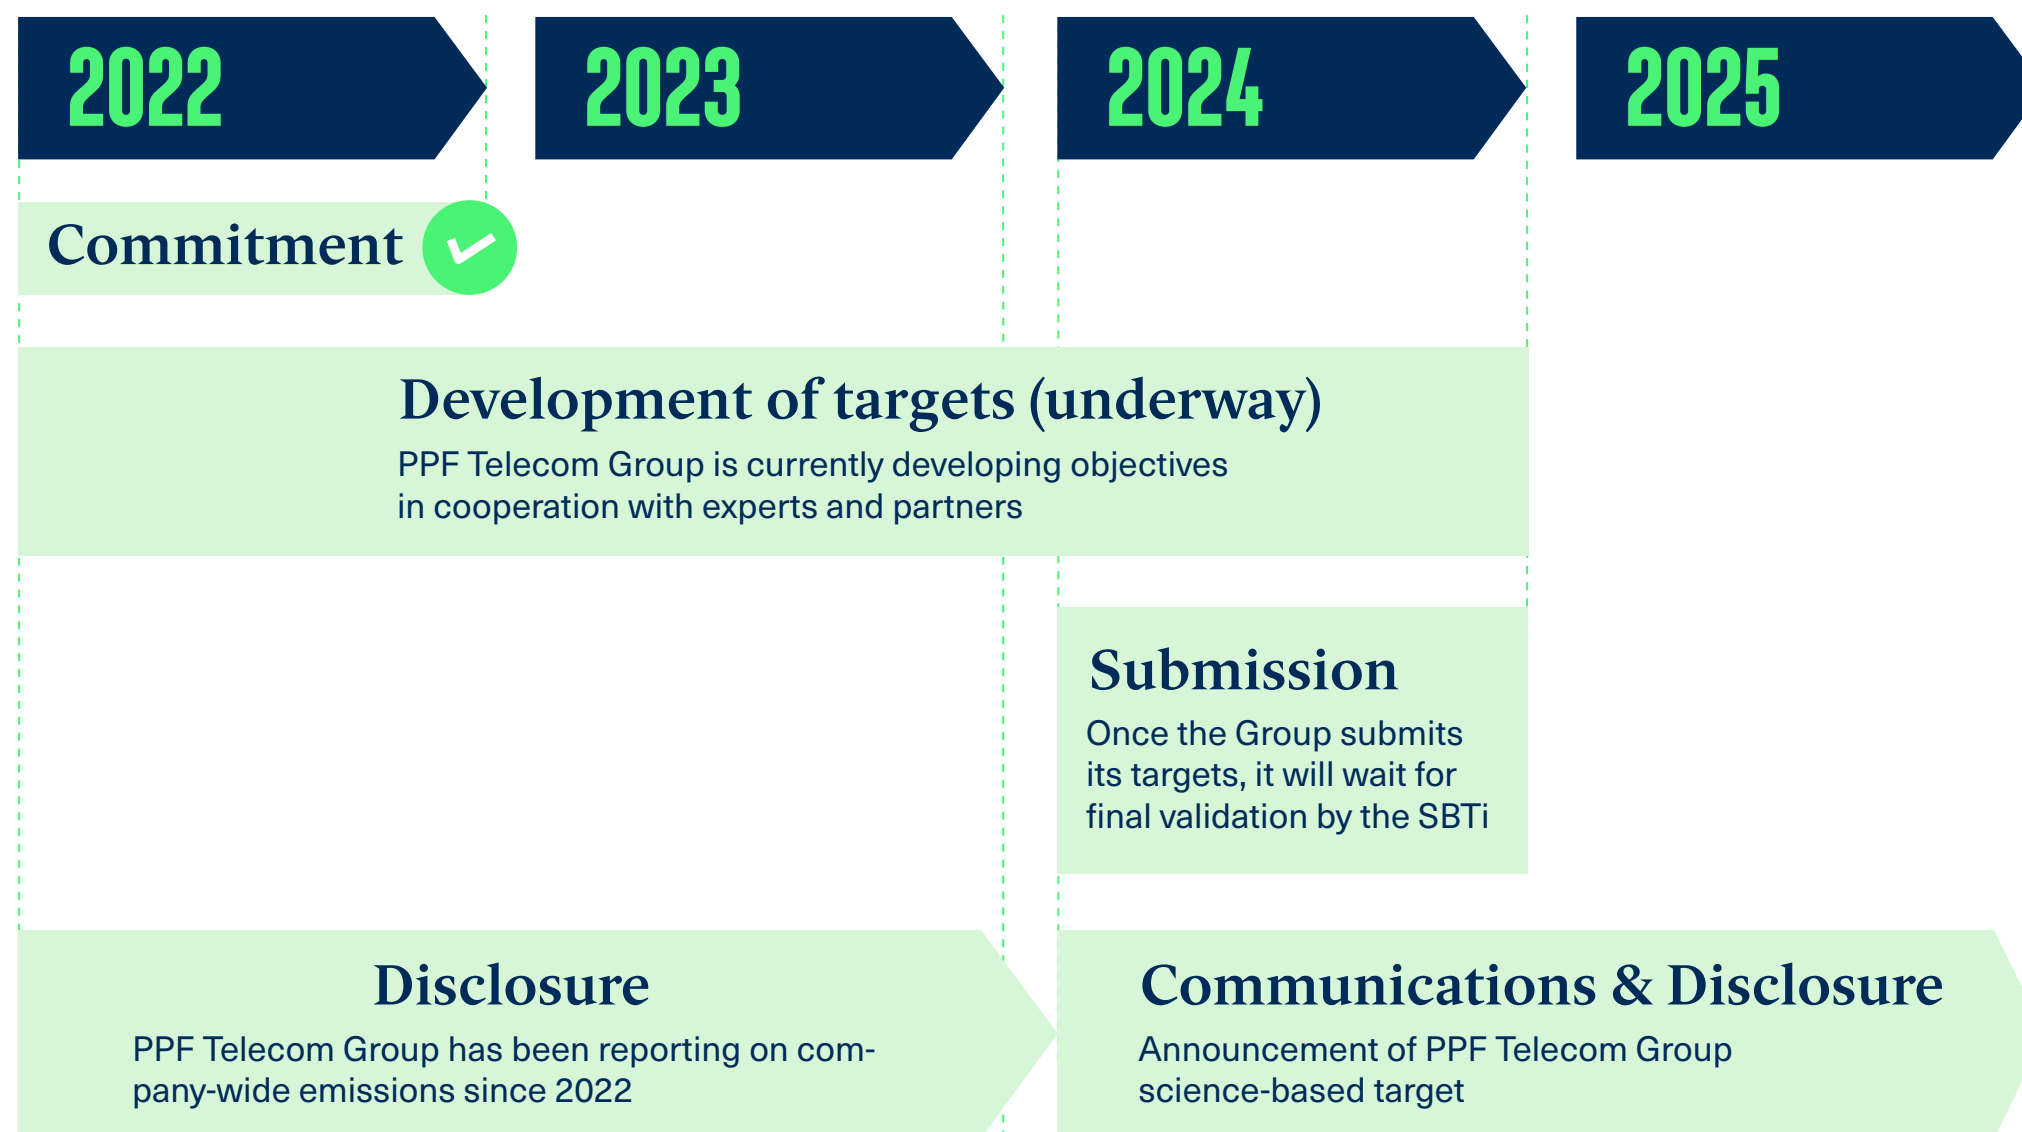 2022
2023
2024
2025
Commitment
Development of targets (underway)
PPF Telecom Group is currently developing objectives
in cooperation with experts and partners
Submission
Once the Group submits
its targets, it will wait for
final validation by the SBTi
Disclosure
PPF Telecom Group has been reporting on com-
pany-wide emissions since 2022
Communications & Disclosure
Announcement of PPF Telecom Group
science-based target